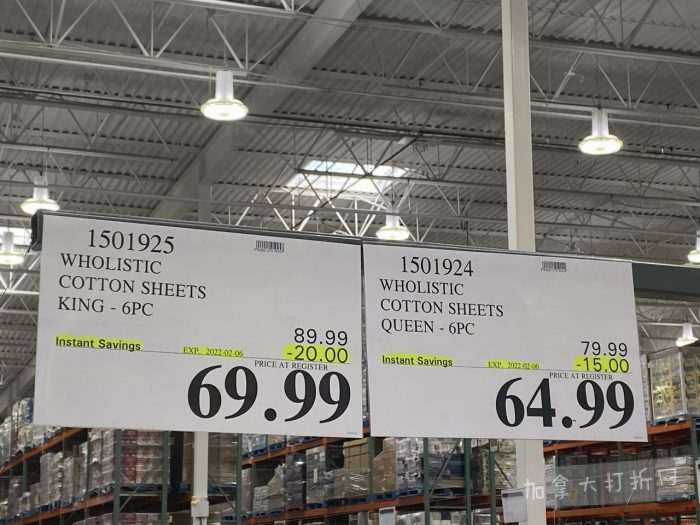 1501925
WHOLISTIC
COTTON SHEETS
KING - 6PC
89.99
Instant Savings EXP. 2022-02-06 -20.00
PRICE AT REGISTER
69.99
1501924
WHOLISTIC
COTTON SHEETS
QUEEN - 6PC
79.99
Instant Savings EXP. 2022-02-06 -15.00
PRICE AT REGISTER
64.99
加拿大打折网